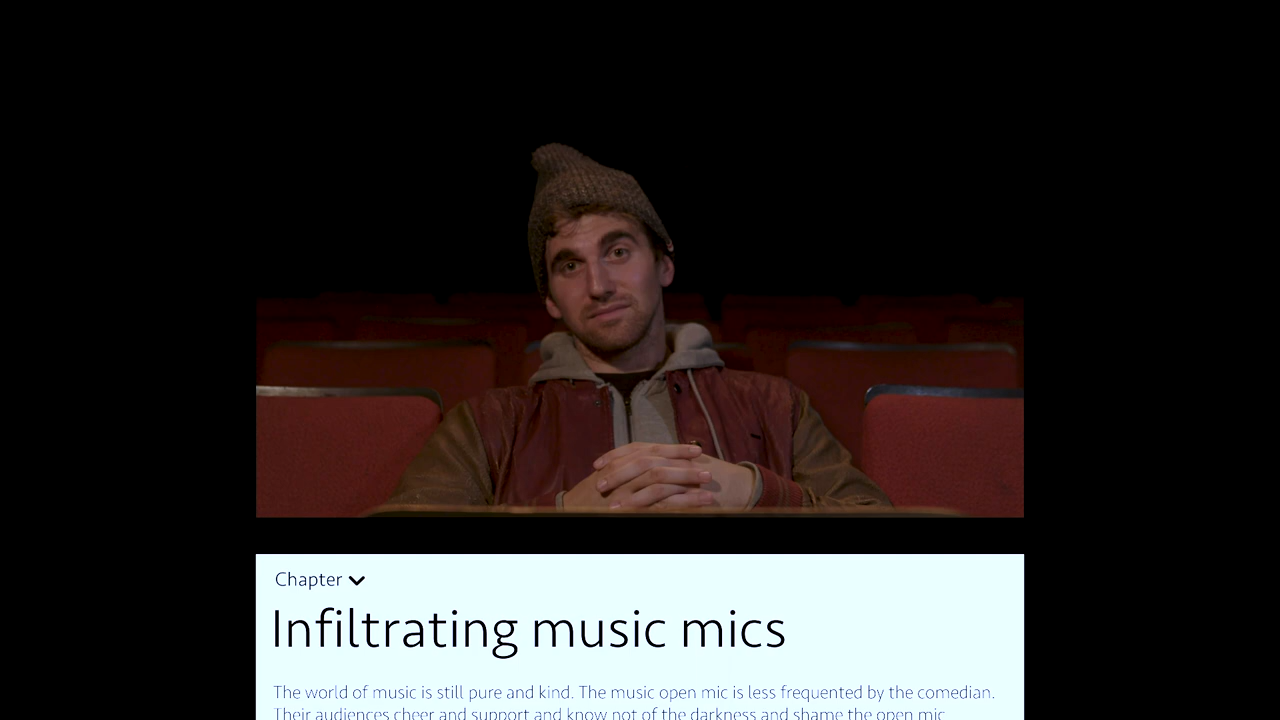 Chapter
Infiltrating music mics
The world of music is still pure and kind. The music open mic is less frequented by the comedian.
Their audiences cheer and support and know not of the darkness and shame the open mic